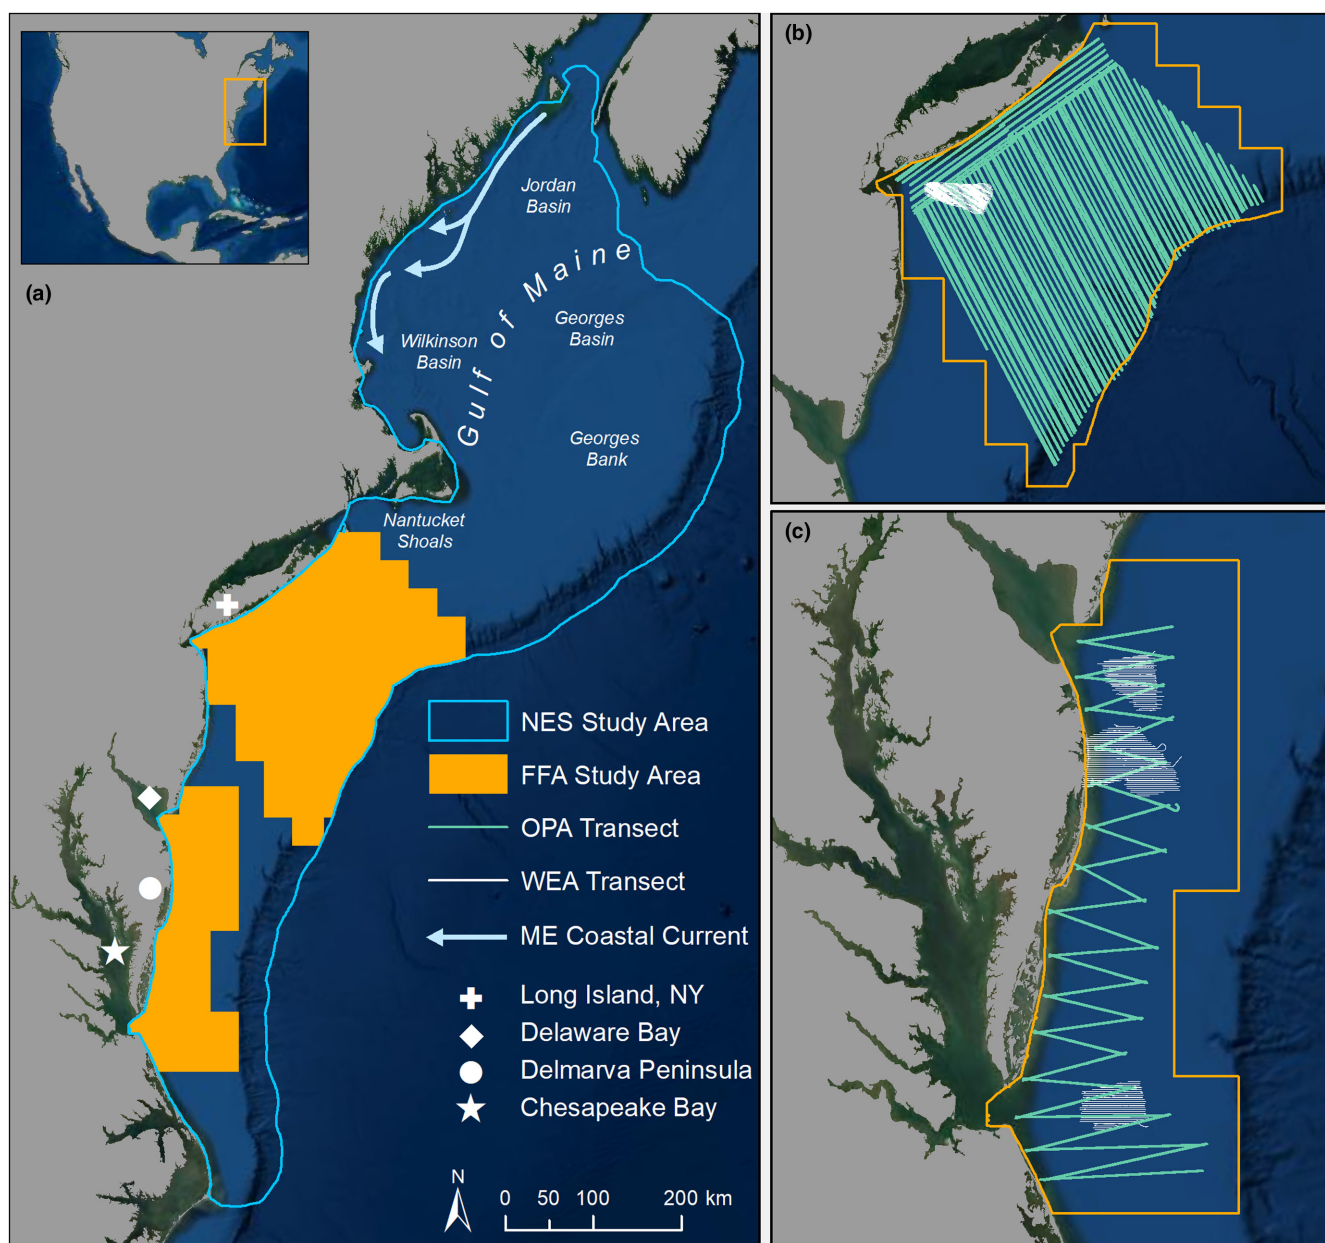 (a)
Jordan
Basin
Gulf of Maine
Georges
Basin
Wilkinson
Basin
Georges
Bank
Nantucket
Shoals
NES Study Area
FFA Study Area
OPA Transect
WEA Transect
ME Coastal Current
Long Island, NY
Delaware Bay
Delmarva Peninsula
Chesapeake Bay
N
0 50 100 200 km
(b)
(c)